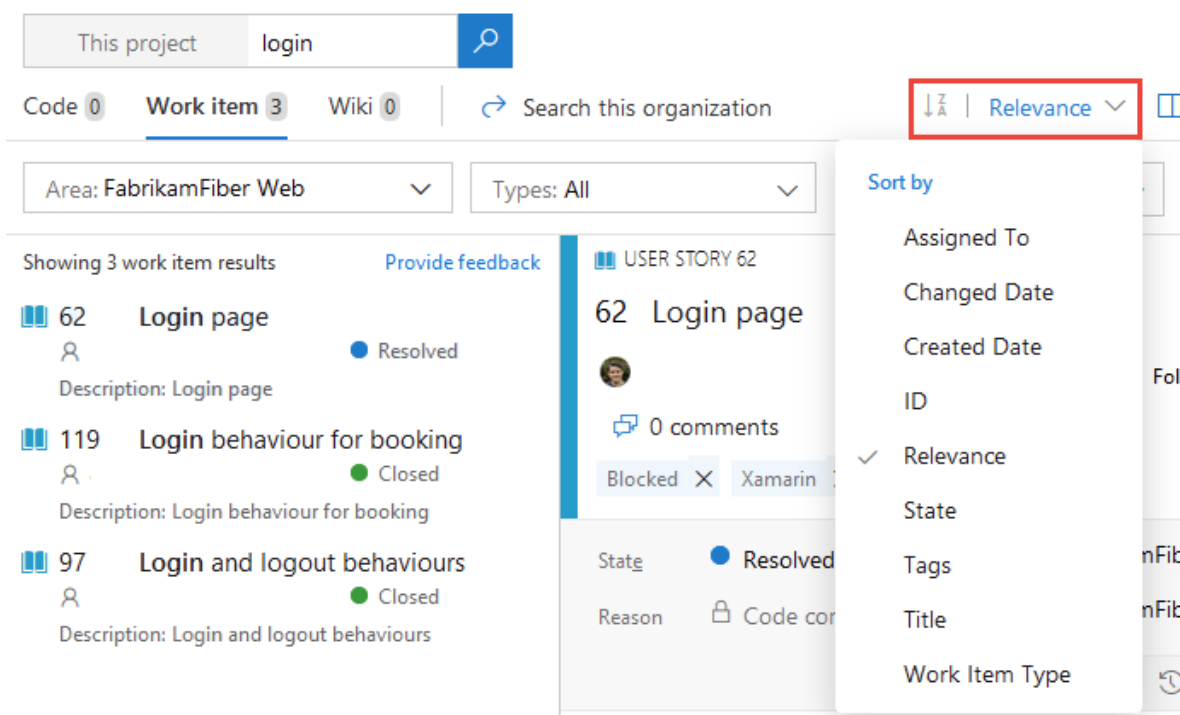 This project login
Code 0 Work item 3 Wiki 0 Search this organization Relevance
Area: FabrikamFiber Web Types: All
Sort by
Assigned To
Changed Date
Created Date
ID
Relevance
State
Tags
Title
Work Item Type
Showing 3 work item results Provide feedback
62 Login page
Resolved
Description: Login page
119 Login behaviour for booking
Closed
Description: Login behaviour for booking
97 Login and logout behaviours
Closed
Description: Login and logout behaviours
USER STORY 62
62 Login page
0 comments
Blocked Xamarin
State Resolved
Reason Code